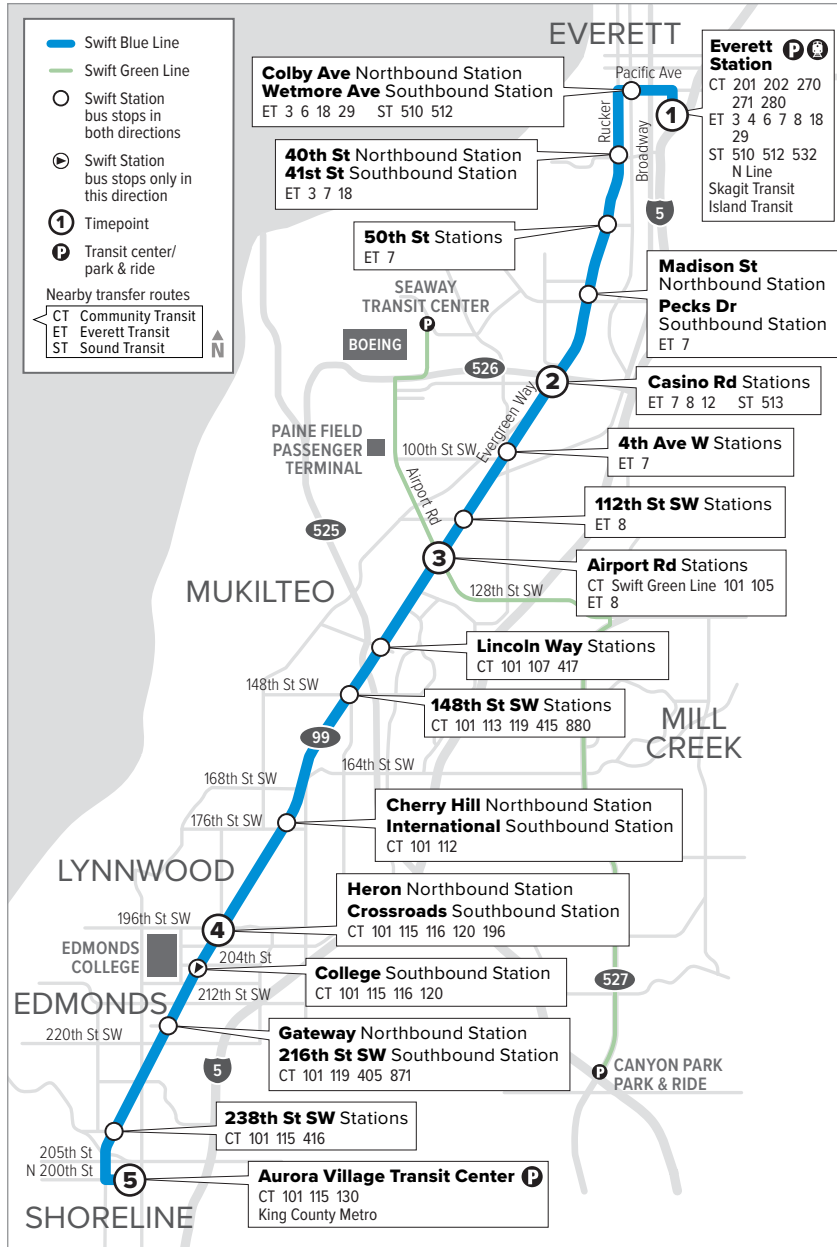 Swift Blue Line
Swift Green Line
Swift Station
bus stops in
both directions
Swift Station
bus stops only in
this direction
1 Timepoint
P Transit center/
park & ride
Nearby transfer routes
CT Community Transit
ET Everett Transit
ST Sound Transit
N
EVERETT
Everett
Station P
CT 201 202 270
271 280
ET 3 4 6 7 8 18
29
ST 510 512 532
N Line
Skagit Transit
Island Transit
Pacific Ave
1
Rucker
Broadway
5
Colby Ave Northbound Station
Wetmore Ave Southbound Station
ET 3 6 18 29 ST 510 512
40th St Northbound Station
41st St Southbound Station
ET 3 7 18
50th St Stations
ET 7
Madison St
Northbound Station
Pecks Dr
Southbound Station
ET 7
SEAWAY
TRANSIT CENTER
P
BOEING
526
2
Casino Rd Stations
ET 7 8 12 ST 513
Evergreen Way
PAINE FIELD
PASSENGER
TERMINAL
100th St SW
4th Ave W Stations
ET 7
Airport Rd
112th St SW Stations
ET 8
525
3
Airport Rd Stations
CT Swift Green Line 101 105
ET 8
MUKILTEO
128th St SW
Lincoln Way Stations
CT 101 107 417
148th St SW
148th St SW Stations
CT 101 113 119 415 880
MILL
CREEK
99
164th St SW
168th St SW
176th St SW
Cherry Hill Northbound Station
International Southbound Station
CT 101 112
LYNNWOOD
196th St SW
4
Heron Northbound Station
Crossroads Southbound Station
CT 101 115 116 120 196
EDMONDS
COLLEGE
204th St
College Southbound Station
CT 101 115 116 120
527
212th St SW
EDMONDS
220th St SW
Gateway Northbound Station
216th St SW Southbound Station
CT 101 119 405 871
5
P
CANYON PARK
PARK & RIDE
238th St SW Stations
CT 101 115 416
205th St
N 200th St
5
Aurora Village Transit Center P
CT 101 115 130
King County Metro
SHORELINE